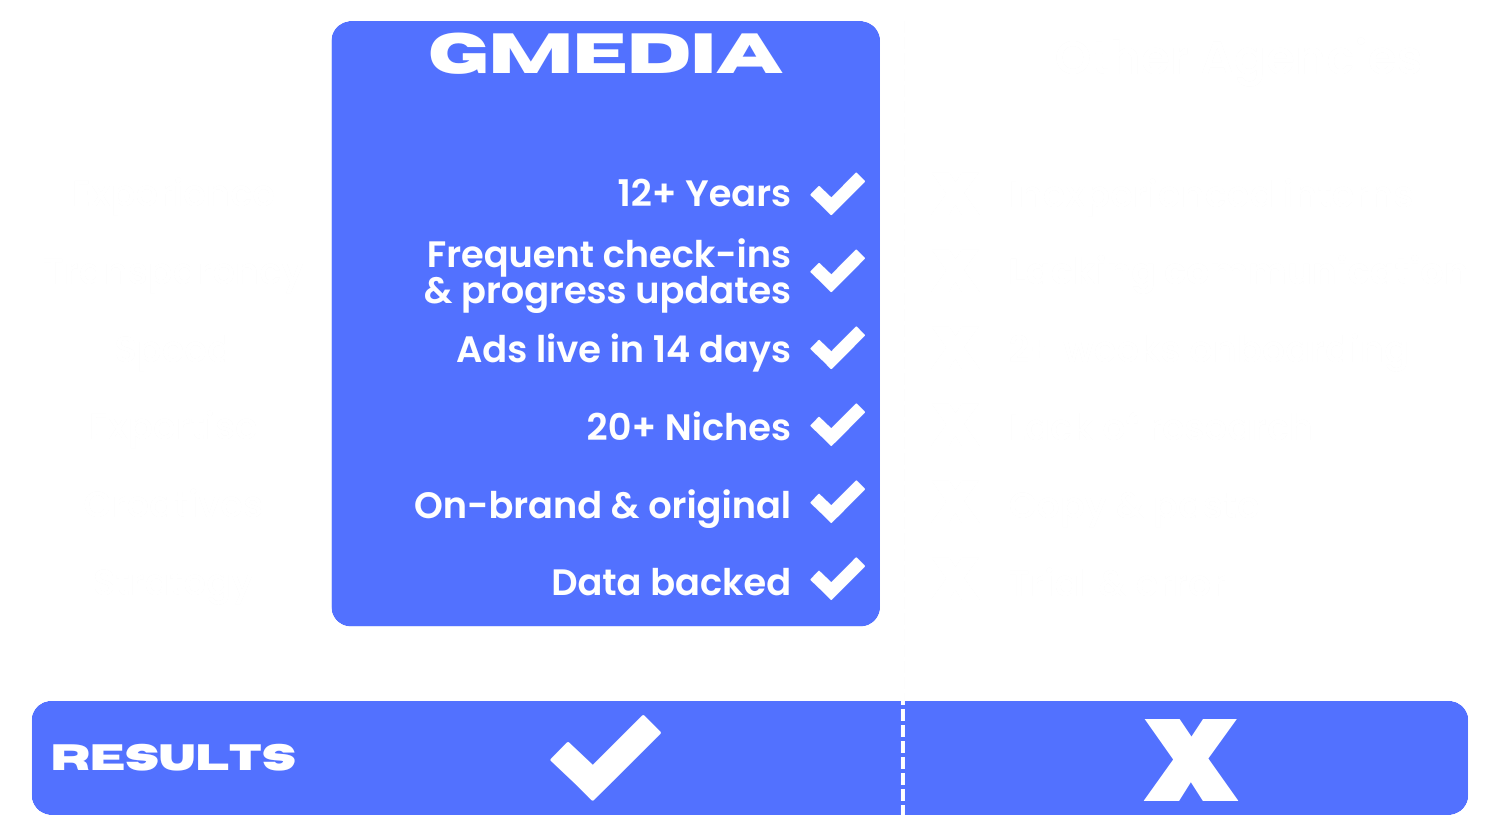 GMEDIA
12+ Years
Frequent check-ins
& progress updates
Ads live in 14 days
20+ Niches
On-brand & original
Data backed
RESULTS
X